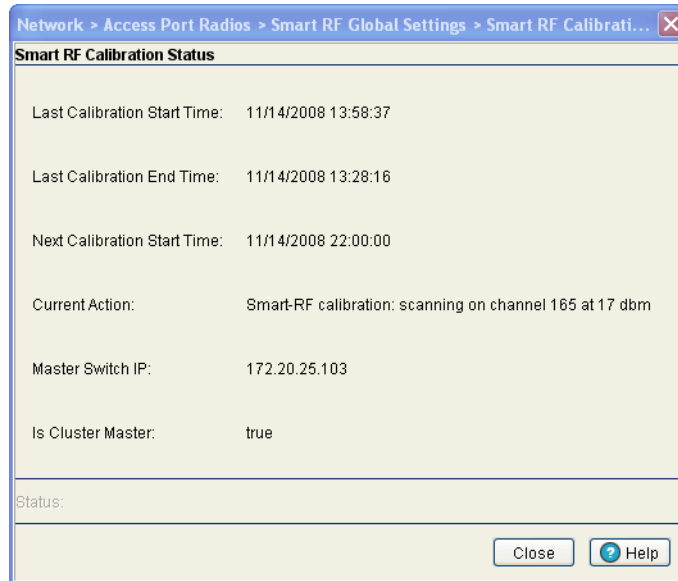 Network > Access Port Radios > Smart RF Global Settings > Smart RF Calibrati...
Smart RF Calibration Status
Last Calibration Start Time: 11/14/2008 13:58:37
Last Calibration End Time: 11/14/2008 13:28:16
Next Calibration Start Time: 11/14/2008 22:00:00
Current Action: Smart-RF calibration: scanning on channel 165 at 17 dbm
Master Switch IP: 172.20.25.103
Is Cluster Master: true
Status:
Close ? Help